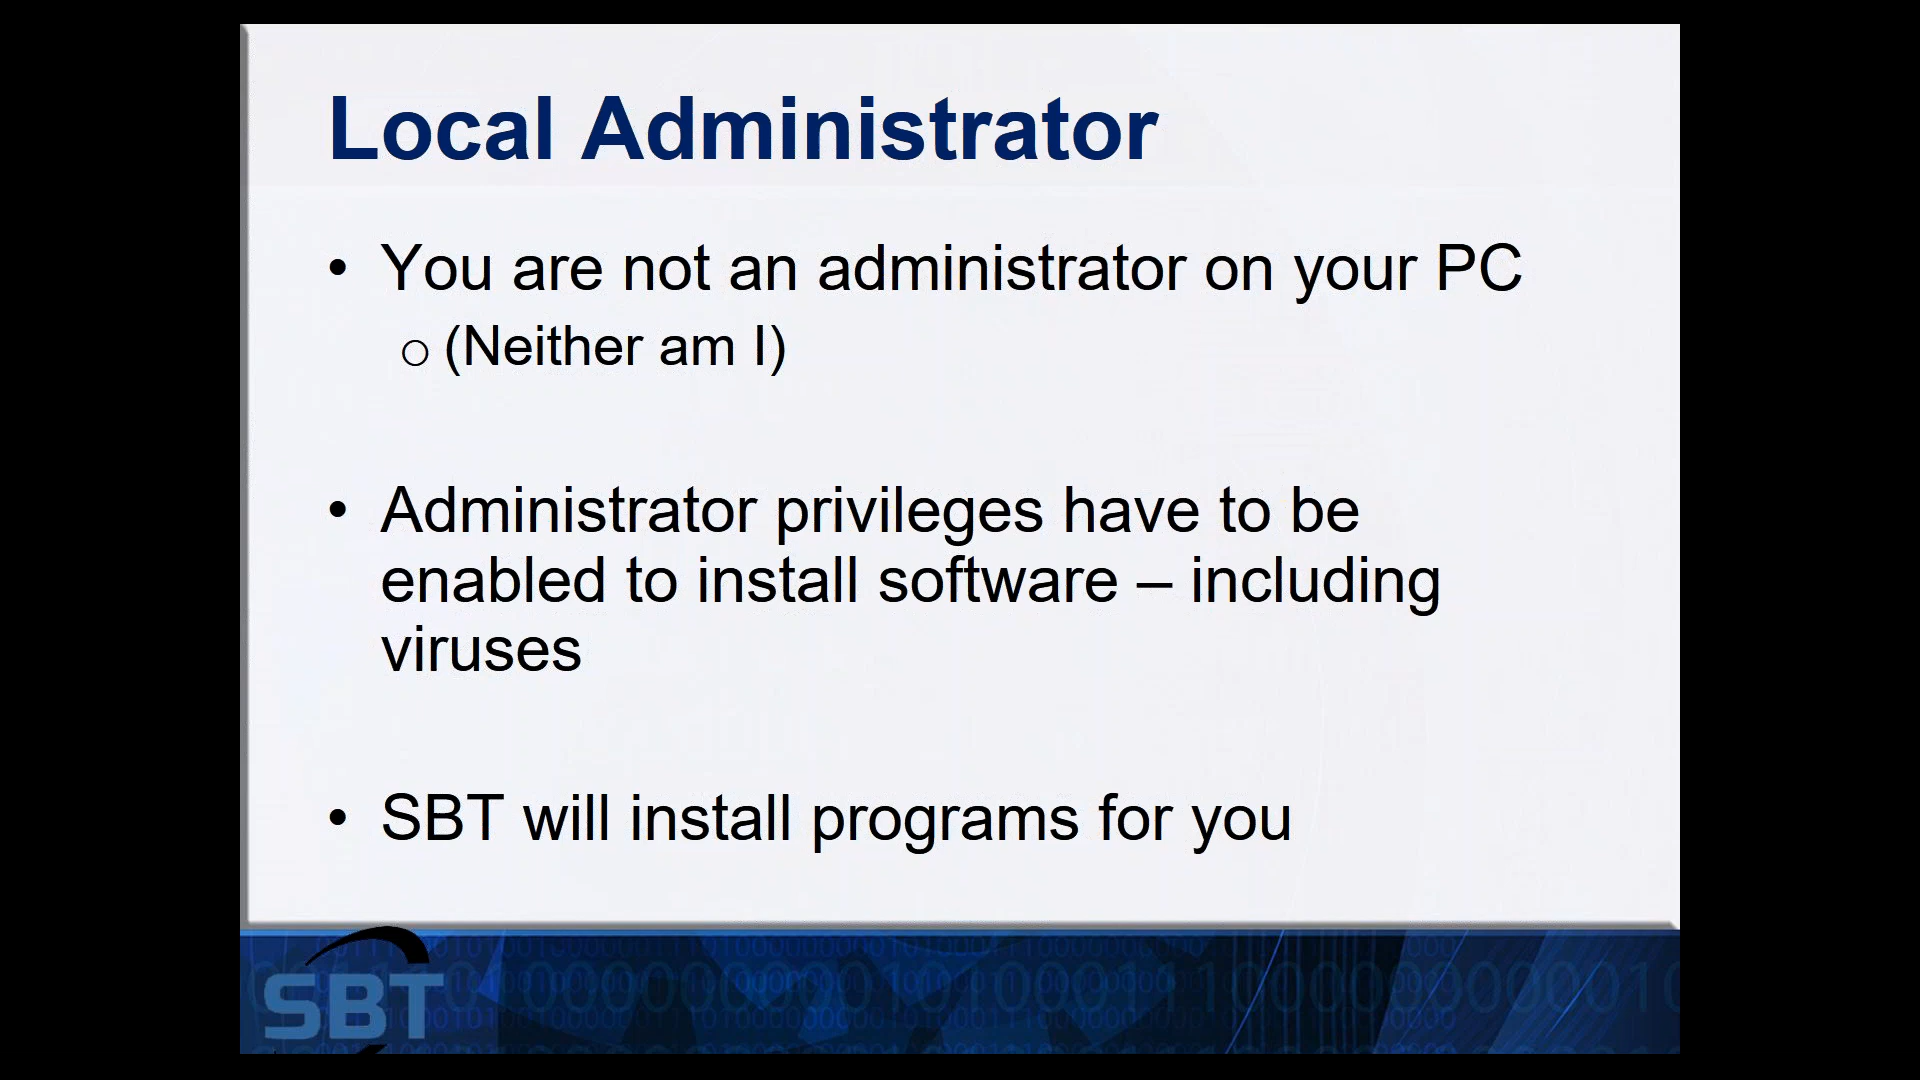 Local Administrator
• You are not an administrator on your PC
o (Neither am I)
• Administrator privileges have to be
enabled to install software – including
viruses
• SBT will install programs for you
SBT